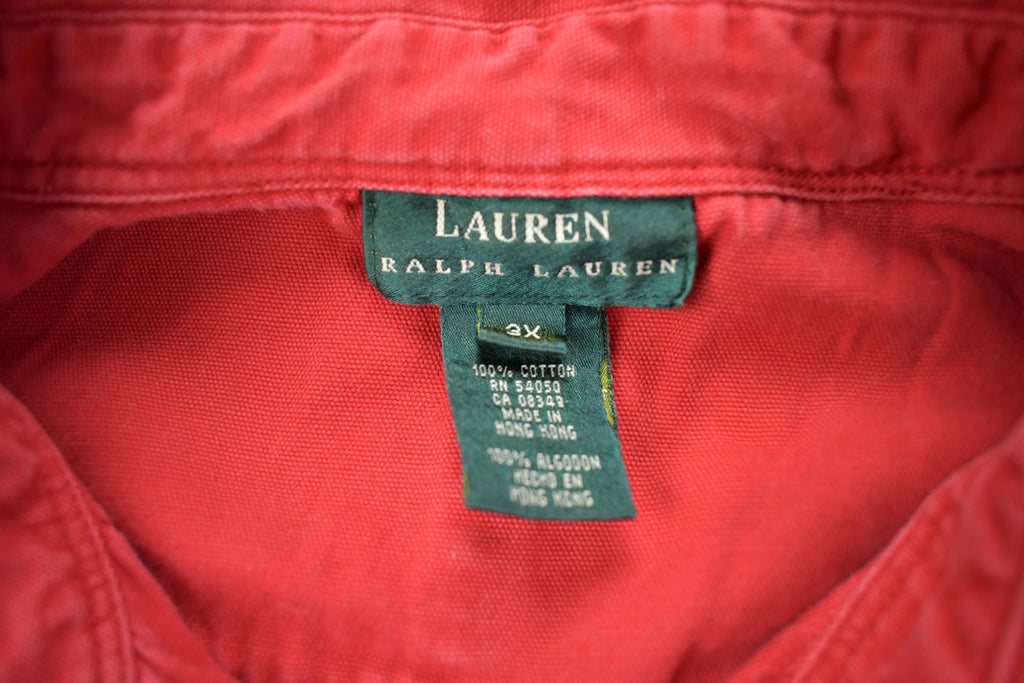 LAUREN
RALPH LAUREN
3X
100% COTTON
RN 54050
CA 08343
MADE IN
HONG KONG
100% ALGODON
HECHO EN
HONG KONG